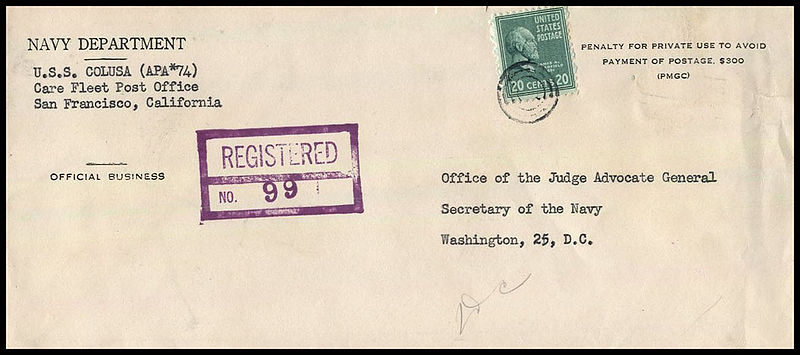 NAVY DEPARTMENT
U.S.S. COLUSA (APA*74)
Care Fleet Post Office
San Francisco, California
OFFICIAL BUSINESS
REGISTERED
NO. 99
UNITED
STATES
POSTAGE
20 CENTS 20
PENALTY FOR PRIVATE USE TO AVOID
PAYMENT OF POSTAGE, $300
(PMGC)
Office of the Judge Advocate General
Secretary of the Navy
Washington, 25, D.C.